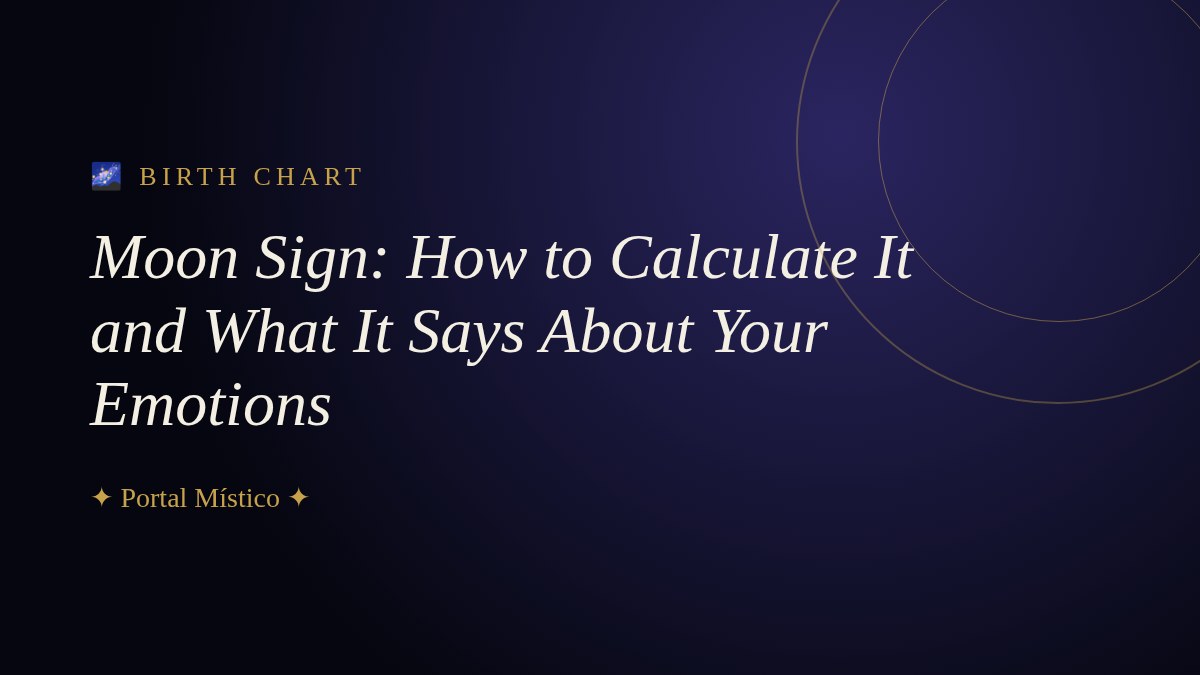 🌌 BIRTH CHART
Moon Sign: How to Calculate It
and What It Says About Your
Emotions
✦ Portal Místico ✦